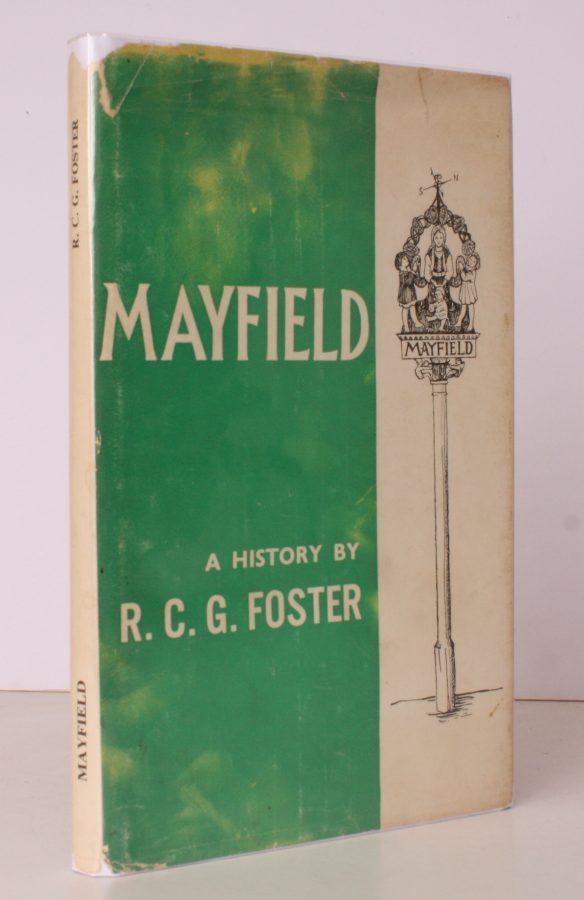 R. C. G. FOSTER
MAYFIELD
MAYFIELD
A HISTORY BY
R. C. G. FOSTER
S N
MAYFIELD